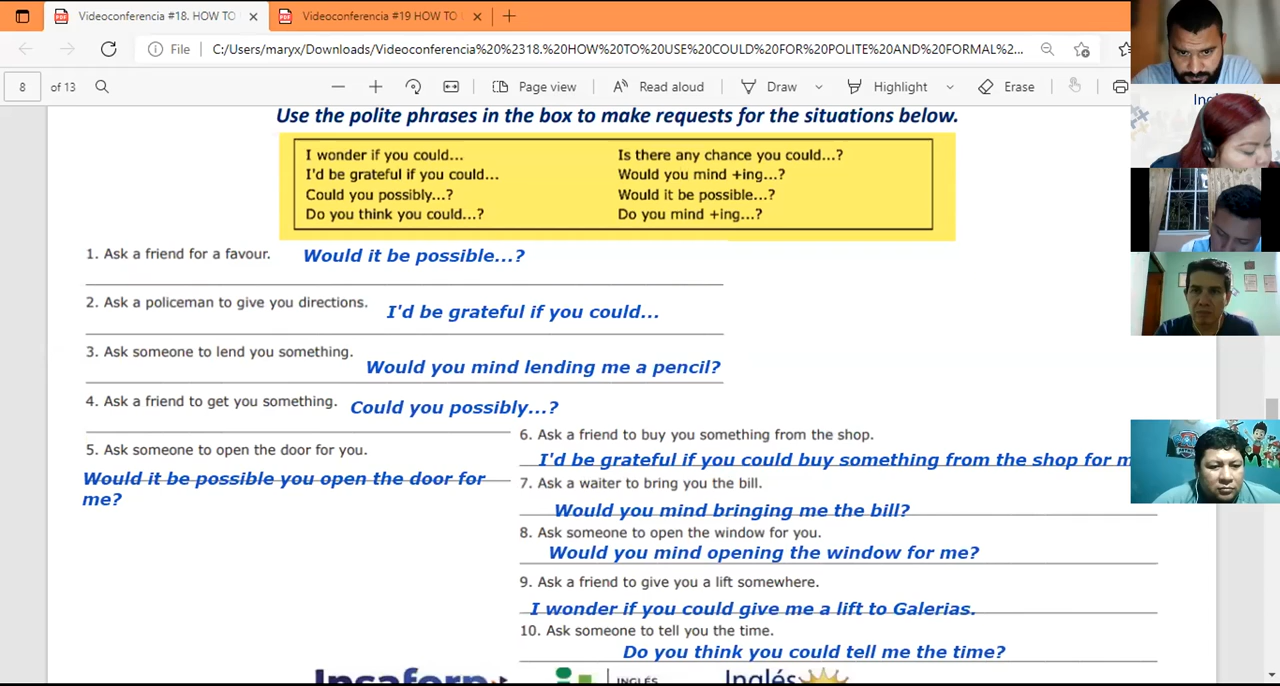 Videoconferencia #18. HOW TO
Videoconferencia #19 HOW TO
File
C:/Users/maryx/Downloads/Videoconferencia%20%2318.%20HOW%20TO%20USE%20COULD%20FOR%20POLITE%20AND%20FORMAL%2...
8 of 13
Page view
Read aloud
Draw
Highlight
Erase
Use the polite phrases in the box to make requests for the situations below.
I wonder if you could...
I'd be grateful if you could...
Could you possibly...?
Do you think you could...?
Is there any chance you could...?
Would you mind +ing...?
Would it be possible...?
Do you mind +ing...?
1. Ask a friend for a favour.
Would it be possible...?
2. Ask a policeman to give you directions.
I'd be grateful if you could...
3. Ask someone to lend you something.
Would you mind lending me a pencil?
4. Ask a friend to get you something.
Could you possibly...?
5. Ask someone to open the door for you.
Would it be possible you open the door for
me?
6. Ask a friend to buy you something from the shop.
I'd be grateful if you could buy something from the shop for m
7. Ask a waiter to bring you the bill.
Would you mind bringing me the bill?
8. Ask someone to open the window for you.
Would you mind opening the window for me?
9. Ask a friend to give you a lift somewhere.
I wonder if you could give me a lift to Galerias.
10. Ask someone to tell you the time.
Do you think you could tell me the time?
Insaforp
INGLÉS
Inglés